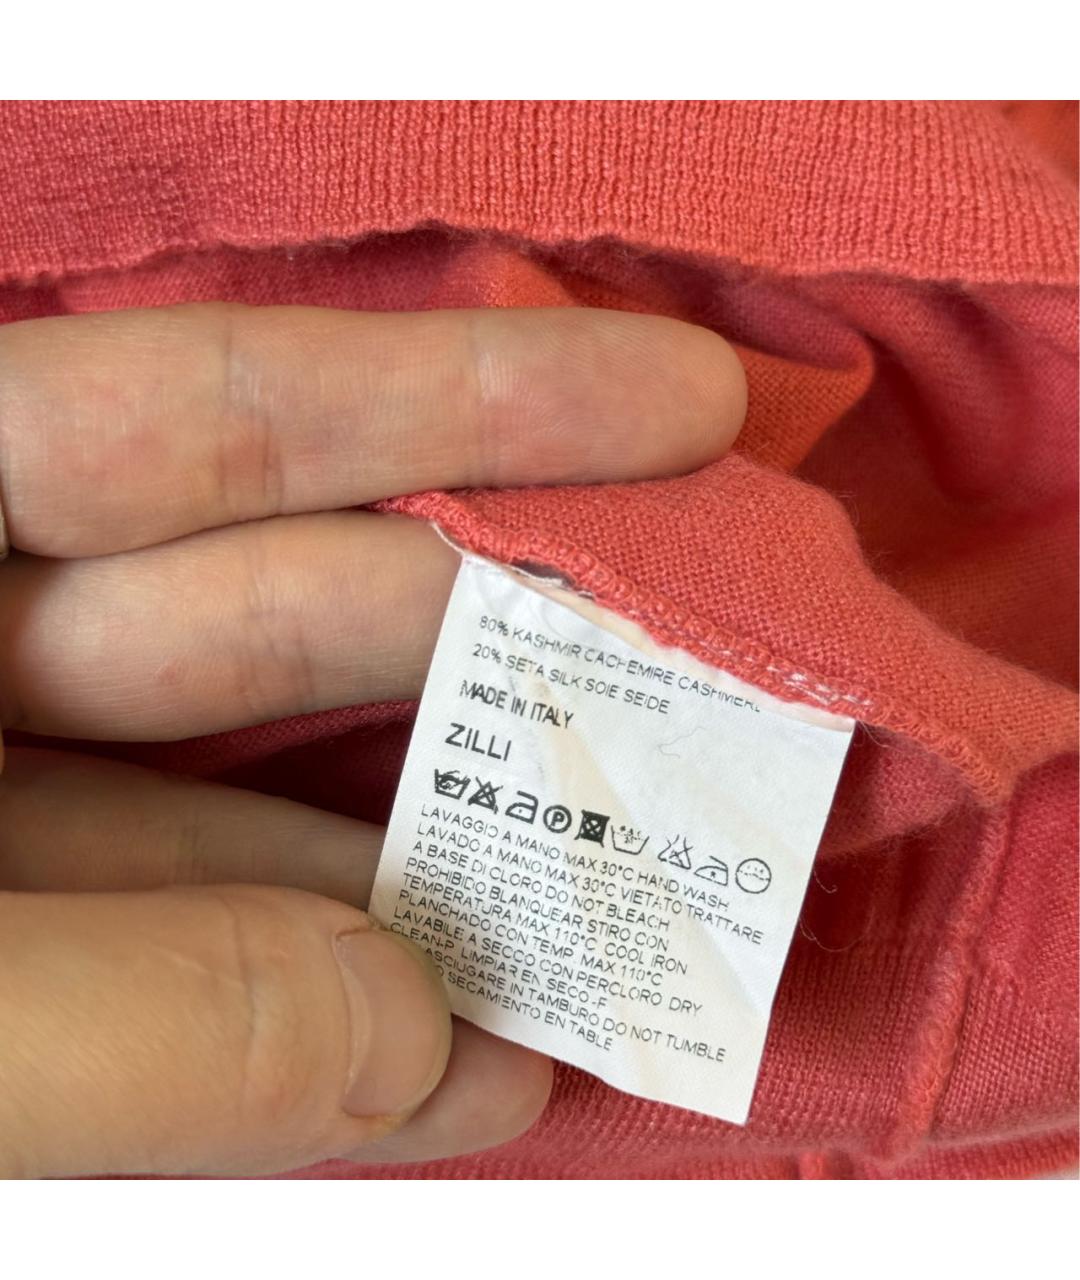 80% KASHMIR CACHEMIRE CASHMERE
20% SETA SILK SOIE SEIDE
MADE IN ITALY
ZILLI
P
LAVAGGIO A MANO MAX 30°C HAND WASH
LAVADO A MANO MAX 30°C VIETATO TRATTARE
A BASE DI CLORO DO NOT BLEACH
PROHIBIDO BLANQUEAR STIRO CON
TEMPERATURA MAX 110°C COOL IRON
PLANCHADO CON TEMP. MAX 110°C
LAVABILE A SECCO CON PERCLORO DRY
CLEAN-P. LIMPIAR EN SECO-F
ASCIUGARE IN TAMBURO DO NOT TUMBLE
SECAMIENTO EN TABLE